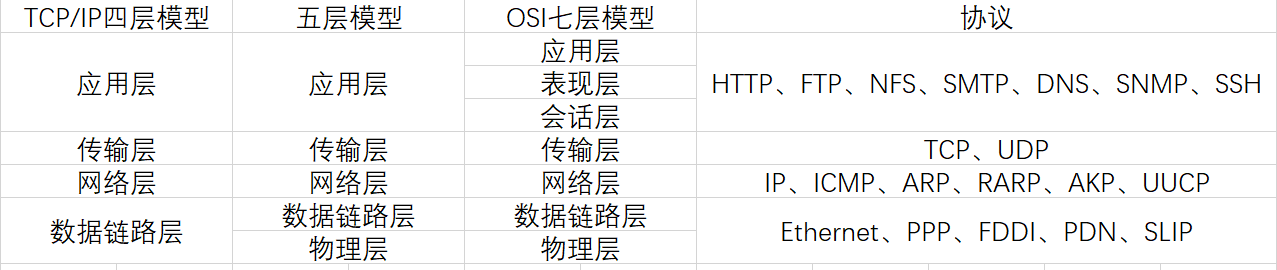 TCP/IP四层模型 五层模型 OSI七层模型 协议
应用层 应用层 应用层 HTTP、FTP、NFS、SMTP、DNS、SNMP、SSH
表现层
会话层
传输层 传输层 传输层 TCP、UDP
网络层 网络层 网络层 IP、ICMP、ARP、RARP、AKP、UUCP
数据链路层 数据链路层 数据链路层 Ethernet、PPP、FDDI、PDN、SLIP
物理层 物理层